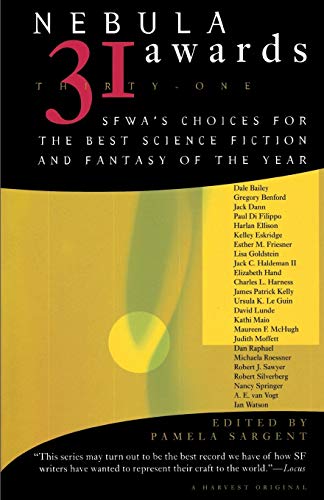 NEBULA
31 awards
THIRTY-ONE
SFWA'S CHOICES FOR
THE BEST SCIENCE FICTION
AND FANTASY OF THE YEAR
Dale Bailey
Gregory Benford
Jack Dann
Paul Di Filippo
Harlan Ellison
Kelley Eskridge
Esther M. Friesner
Lisa Goldstein
Jack C. Haldeman II
Elizabeth Hand
Charles L. Harness
James Patrick Kelly
Ursula K. Le Guin
David Lunde
Kathi Maio
Maureen F. McHugh
Judith Moffett
Dan Raphael
Michaela Roessner
Robert J. Sawyer
Robert Silverberg
Nancy Springer
A. E. van Vogt
Ian Watson
EDITED BY
PAMELA SARGENT
"This series may turn out to be the best record we have of how SF
writers have wanted to represent their craft to the world." —Locus
A HARVEST ORIGINAL